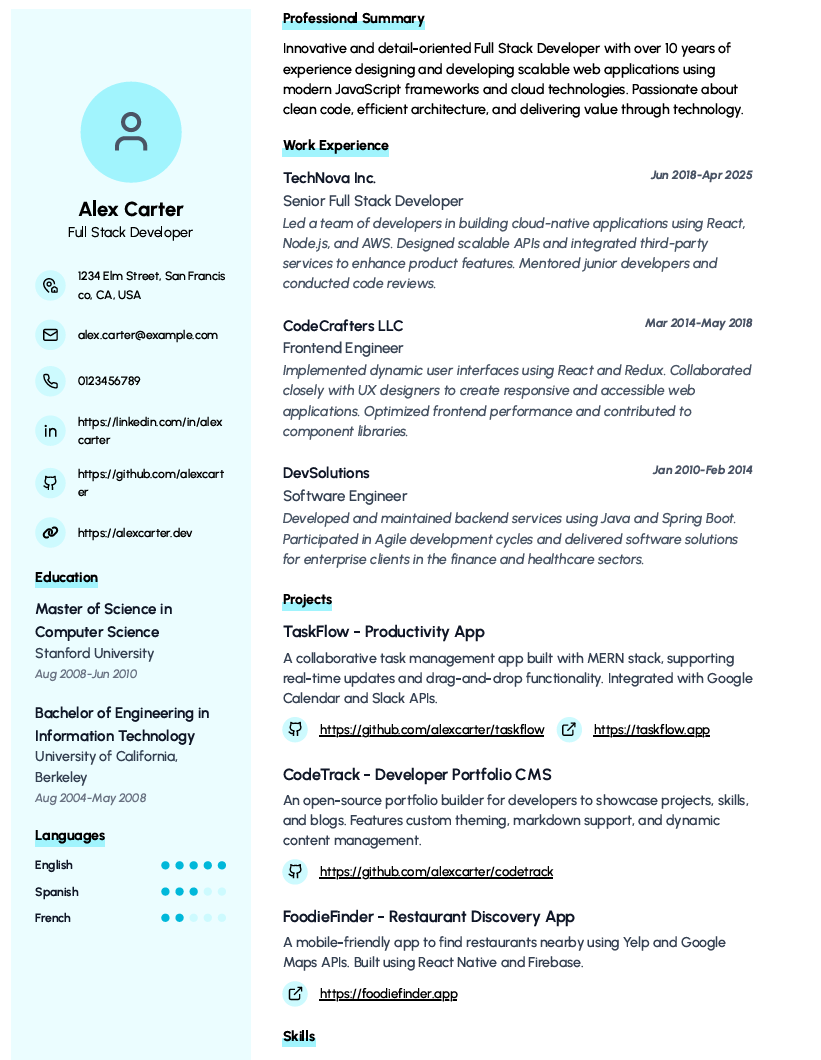 Alex Carter
Full Stack Developer
1234 Elm Street, San Francis
co, CA, USA
alex.carter@example.com
0123456789
https://linkedin.com/in/alex
carter
https://github.com/alexcart
er
https://alexcarter.dev
Education
Master of Science in
Computer Science
Stanford University
Aug 2008-Jun 2010
Bachelor of Engineering in
Information Technology
University of California,
Berkeley
Aug 2004-May 2008
Languages
English
Spanish
French
Professional Summary
Innovative and detail-oriented Full Stack Developer with over 10 years of
experience designing and developing scalable web applications using
modern JavaScript frameworks and cloud technologies. Passionate about
clean code, efficient architecture, and delivering value through technology.
Work Experience
TechNova Inc. Jun 2018-Apr 2025
Senior Full Stack Developer
Led a team of developers in building cloud-native applications using React,
Node.js, and AWS. Designed scalable APIs and integrated third-party
services to enhance product features. Mentored junior developers and
conducted code reviews.
CodeCrafters LLC Mar 2014-May 2018
Frontend Engineer
Implemented dynamic user interfaces using React and Redux. Collaborated
closely with UX designers to create responsive and accessible web
applications. Optimized frontend performance and contributed to
component libraries.
DevSolutions Jan 2010-Feb 2014
Software Engineer
Developed and maintained backend services using Java and Spring Boot.
Participated in Agile development cycles and delivered software solutions
for enterprise clients in the finance and healthcare sectors.
Projects
TaskFlow - Productivity App
A collaborative task management app built with MERN stack, supporting
real-time updates and drag-and-drop functionality. Integrated with Google
Calendar and Slack APIs.
https://github.com/alexcarter/taskflow https://taskflow.app
CodeTrack - Developer Portfolio CMS
An open-source portfolio builder for developers to showcase projects, skills,
and blogs. Features custom theming, markdown support, and dynamic
content management.
https://github.com/alexcarter/codetrack
FoodieFinder - Restaurant Discovery App
A mobile-friendly app to find restaurants nearby using Yelp and Google
Maps APIs. Built using React Native and Firebase.
https://foodiefinder.app
Skills